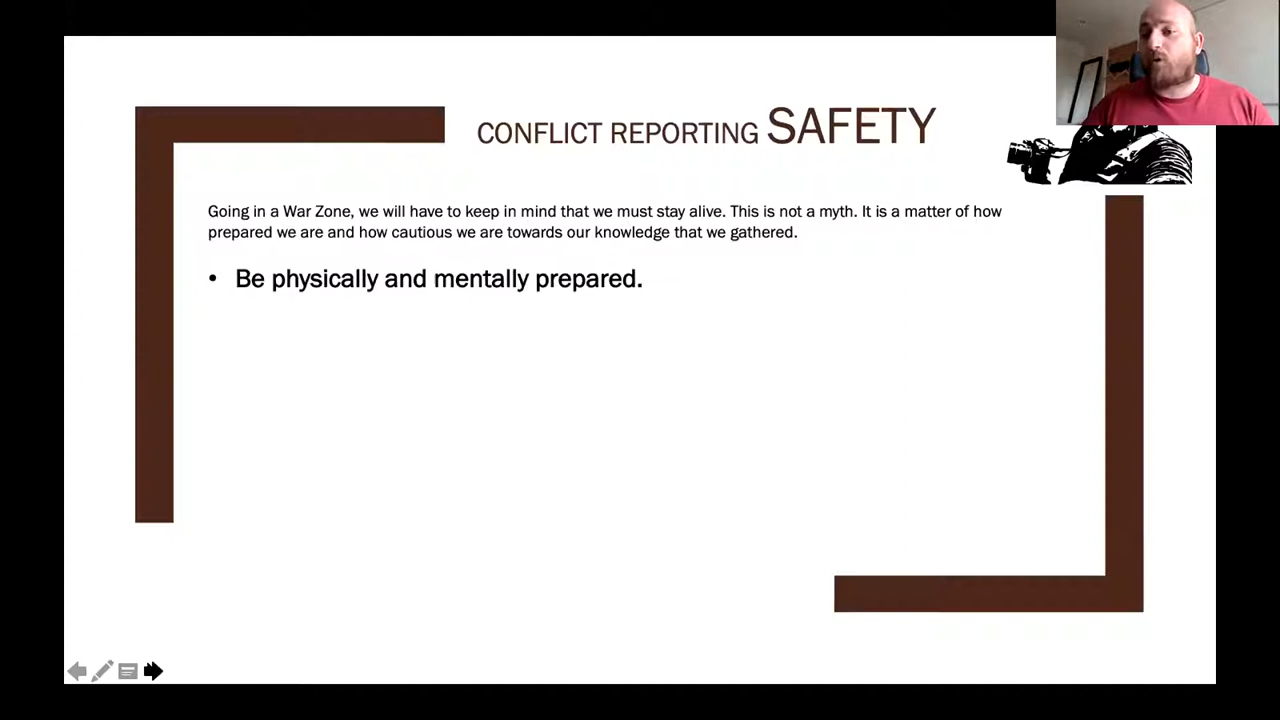 CONFLICT REPORTING SAFETY
Going in a War Zone, we will have to keep in mind that we must stay alive. This is not a myth. It is a matter of how
prepared we are and how cautious we are towards our knowledge that we gathered.
• Be physically and mentally prepared.